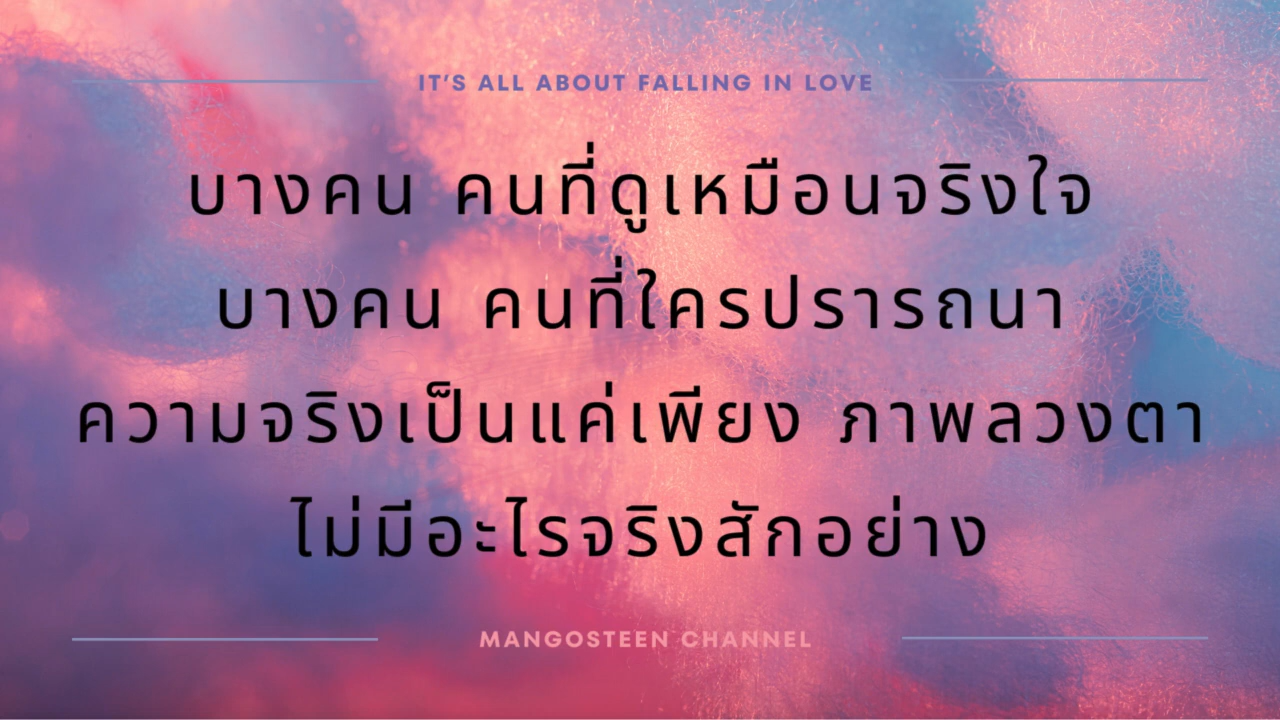 IT'S ALL ABOUT FALLING IN LOVE
บางคน คนที่ดูเหมือนจริงใจ
บางคน คนที่ใครปรารถนา
ความจริงเป็นแค่เพียง ภาพลวงตา
ไม่มีอะไรจริงสักอย่าง
MANGOSTEEN CHANNEL